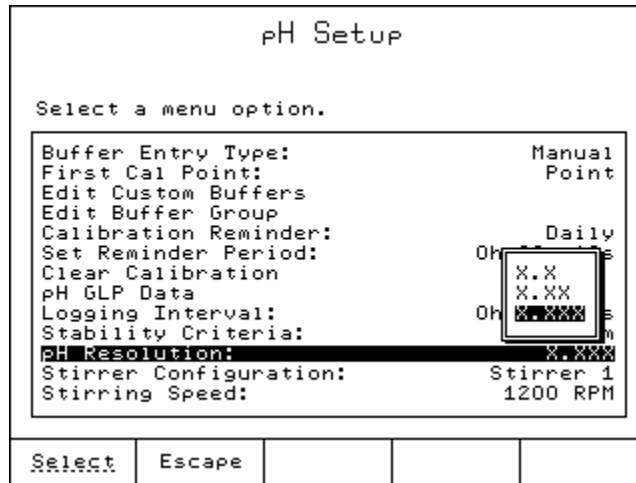 pH Setup
Select a menu option.
Buffer Entry Type: Manual
First Cal Point: Point
Edit Custom Buffers
Edit Buffer Group
Calibration Reminder: Daily
Set Reminder Period: 0h
Clear Calibration X.X
pH GLP Data X.XX
Logging Interval: 0h X.XXX s
Stability Criteria:
pH Resolution: X.XXX
Stirrer Configuration: Stirrer 1
Stirring Speed: 1200 RPM
Select Escape